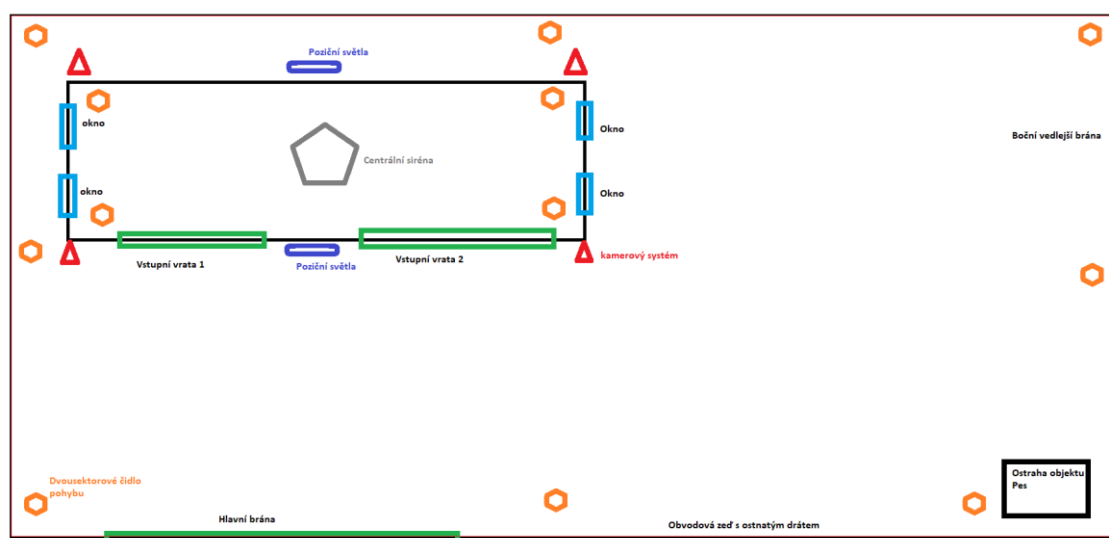 Poziční světla
okno
Okno
Boční vedlejší brána
Centrální siréna
okno
Okno
Vstupní vrata 1
Poziční světla
Vstupní vrata 2
kamerový systém
Dvousektorové čidlo
pohybu
Ostraha objektu
Pes
Hlavní brána
Obvodová zeď s ostnatým drátem